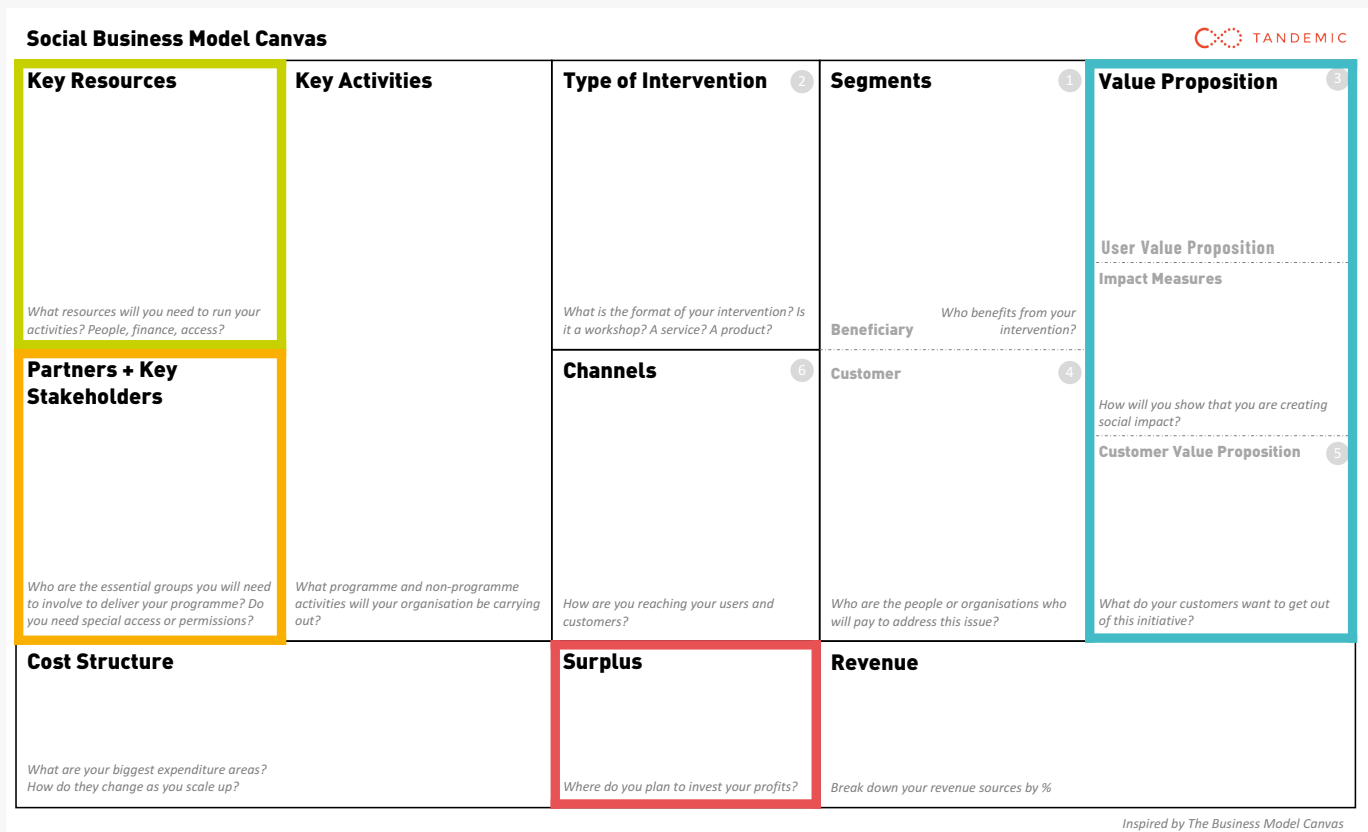 Social Business Model Canvas
TANDEMIC
Key Resources
What resources will you need to run your
activities? People, finance, access?
Partners + Key
Stakeholders
Who are the essential groups you will need
to involve to deliver your programme? Do
you need special access or permissions?
Key Activities
What programme and non-programme
activities will your organisation be carrying
out?
Type of Intervention
2
What is the format of your intervention? Is
it a workshop? A service? A product?
Channels
6
How are you reaching your users and
customers?
Segments
1
Beneficiary
Who benefits from your
intervention?
Customer
4
Who are the people or organisations who
will pay to address this issue?
Value Proposition
3
User Value Proposition
Impact Measures
How will you show that you are creating
social impact?
Customer Value Proposition
5
What do your customers want to get out
of this initiative?
Cost Structure
What are your biggest expenditure areas?
How do they change as you scale up?
Surplus
Where do you plan to invest your profits?
Revenue
Break down your revenue sources by %
Inspired by The Business Model Canvas